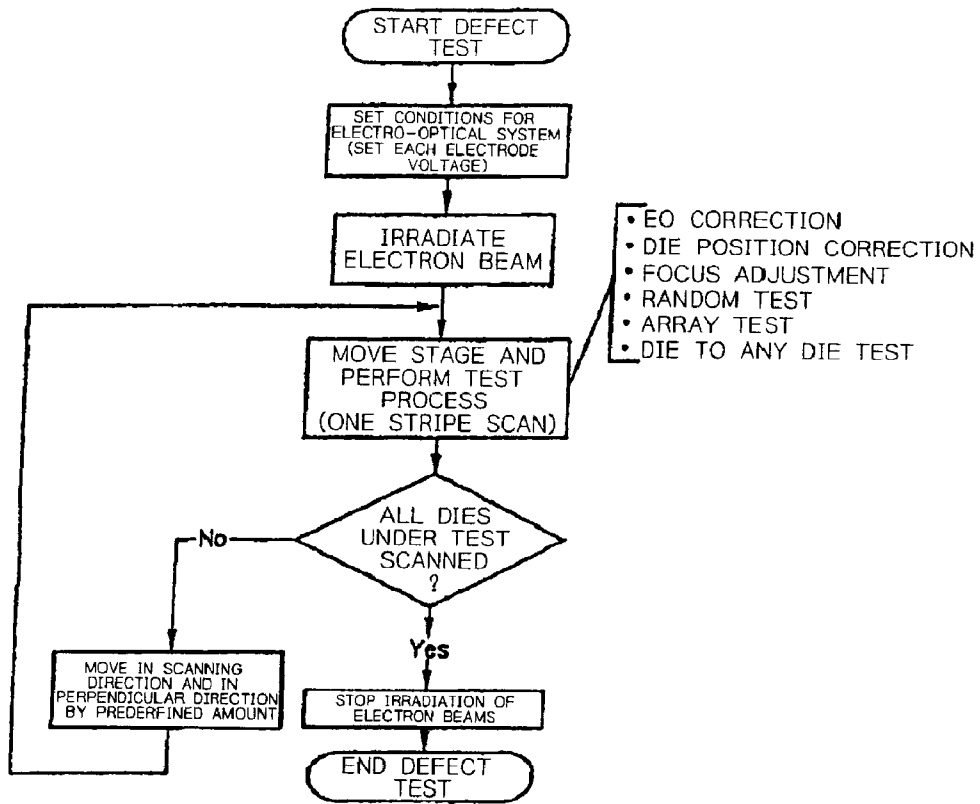 START DEFECT
TEST
SET CONDITIONS FOR
ELECTRO-OPTICAL SYSTEM
(SET EACH ELECTRODE
VOLTAGE)
IRRADIATE
ELECTRON BEAM
• EO CORRECTION
• DIE POSITION CORRECTION
• FOCUS ADJUSTMENT
• RANDOM TEST
• ARRAY TEST
• DIE TO ANY DIE TEST
MOVE STAGE AND
PERFORM TEST
PROCESS
(ONE STRIPE SCAN)
ALL DIES
UNDER TEST
SCANNED
?
No
Yes
MOVE IN SCANNING
DIRECTION AND IN
PERPENDICULAR DIRECTION
BY PREDERFINED AMOUNT
STOP IRRADIATION OF
ELECTRON BEAMS
END DEFECT
TEST